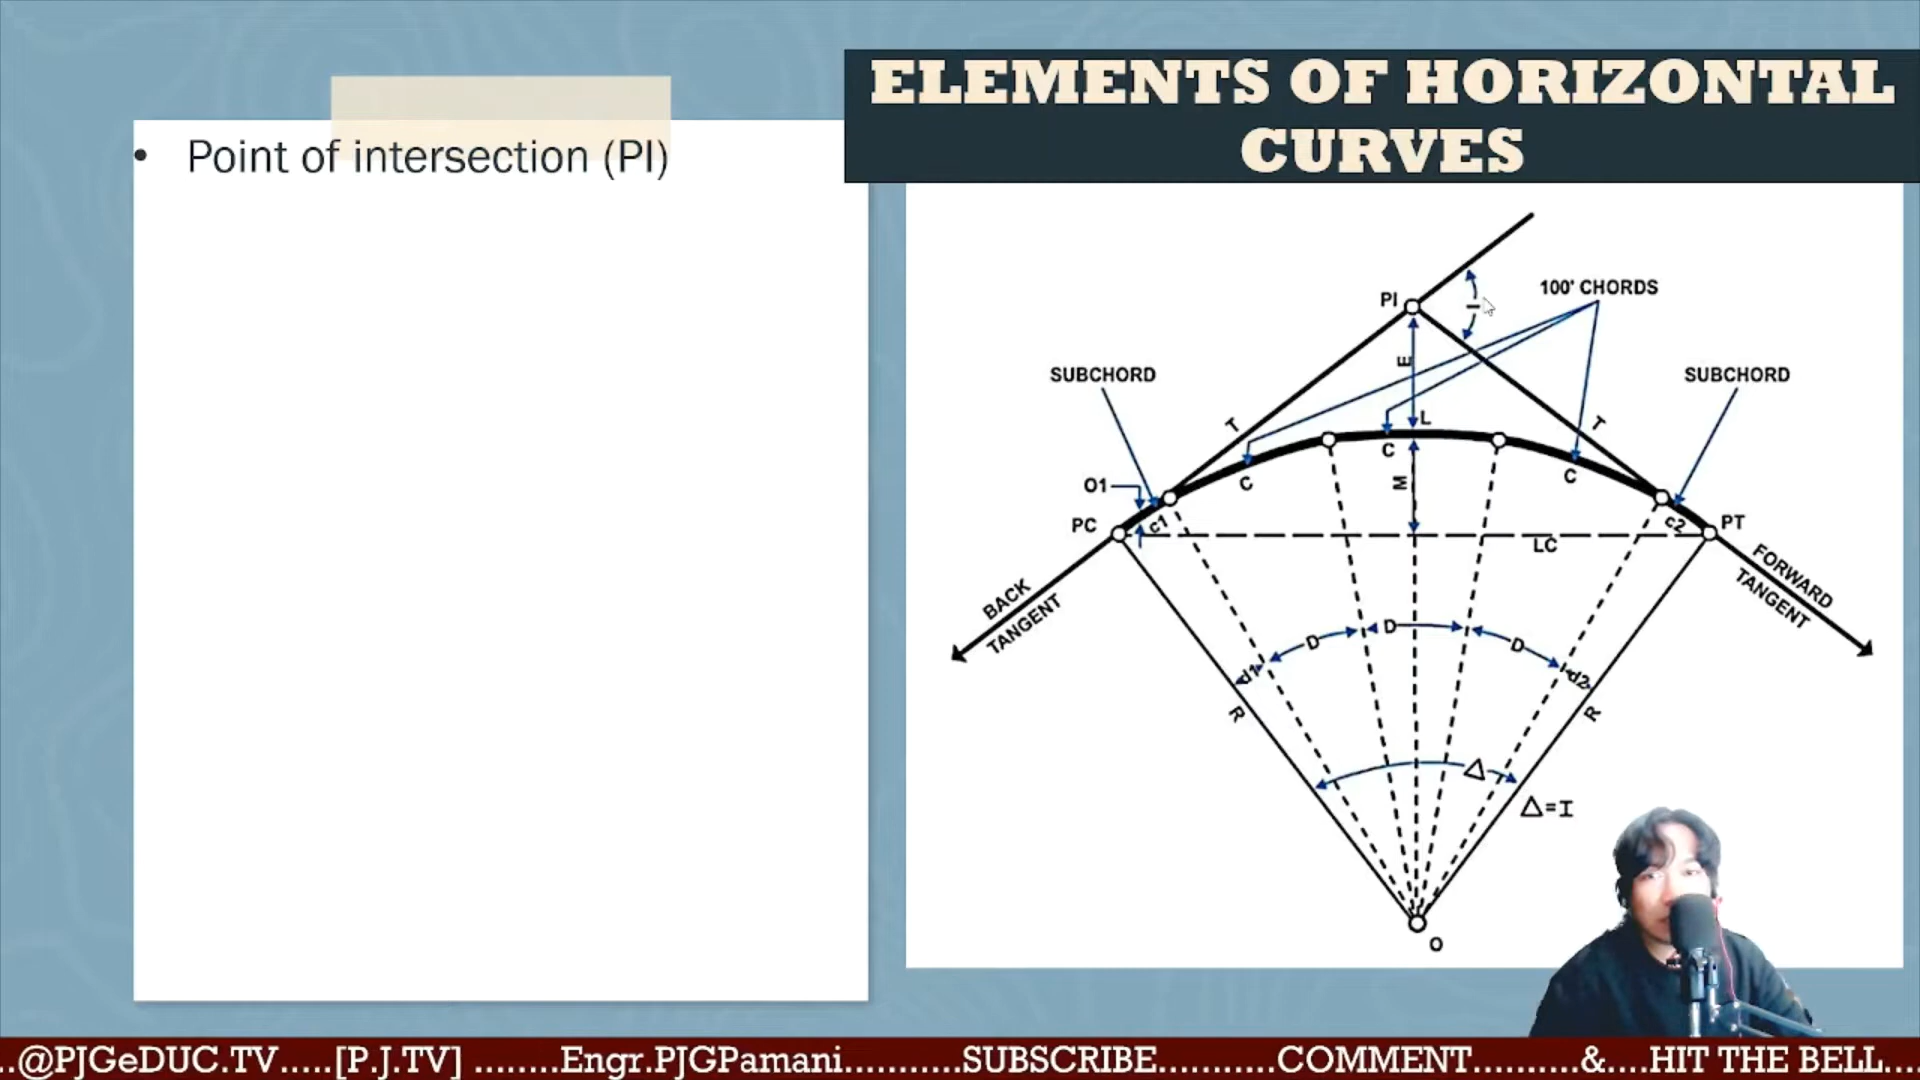 ELEMENTS OF HORIZONTAL
CURVES
• Point of intersection (PI)
PI
I
100' CHORDS
SUBCHORD
SUBCHORD
E
T
T
L
C
C
C
M
O1
PC
c1
c2
PT
LC
BACK
TANGENT
FORWARD
TANGENT
D
D
D
d1
d2
R
R
Δ
Δ=I
O
..@PJGeDUC.TV.....[P.J.TV] ........Engr.PJGPamani...........SUBSCRIBE...........COMMENT........&....HIT THE BELL....